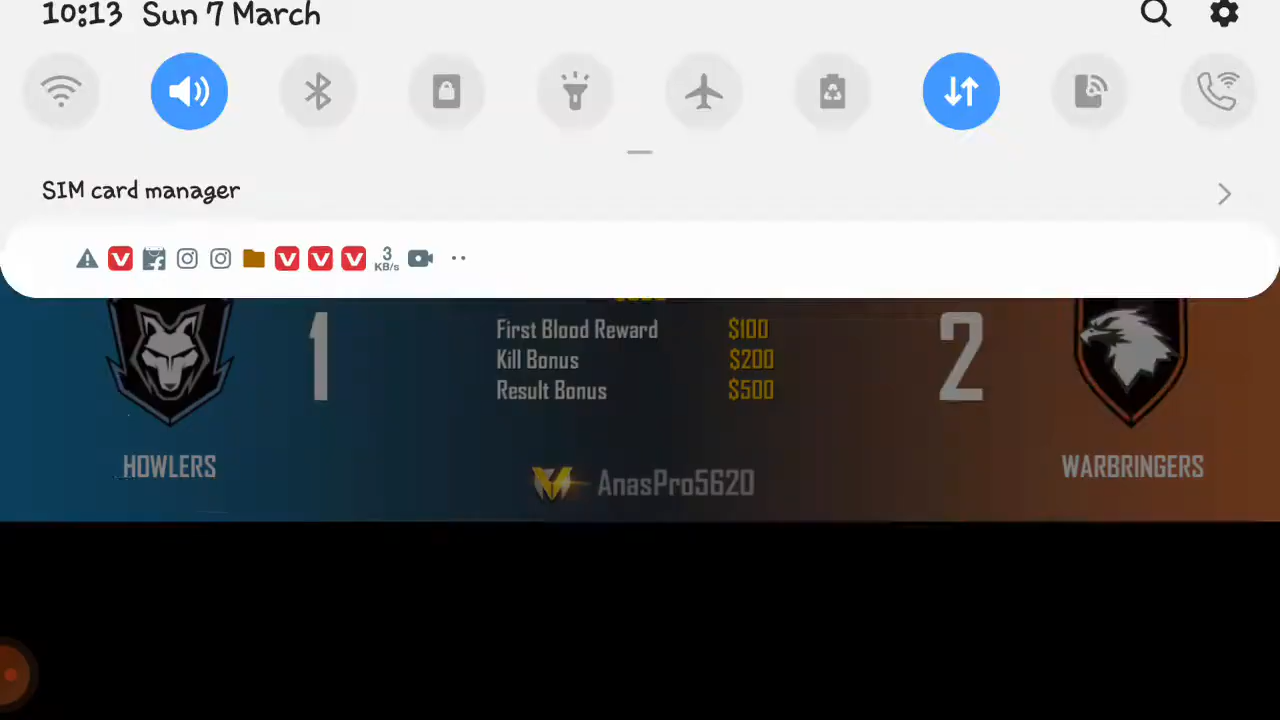 10:13 Sun 7 March
SIM card manager
3
KB/s
First Blood Reward $100
Kill Bonus $200
Result Bonus $500
1
2
HOWLERS
WARBRINGERS
AnasPro5620